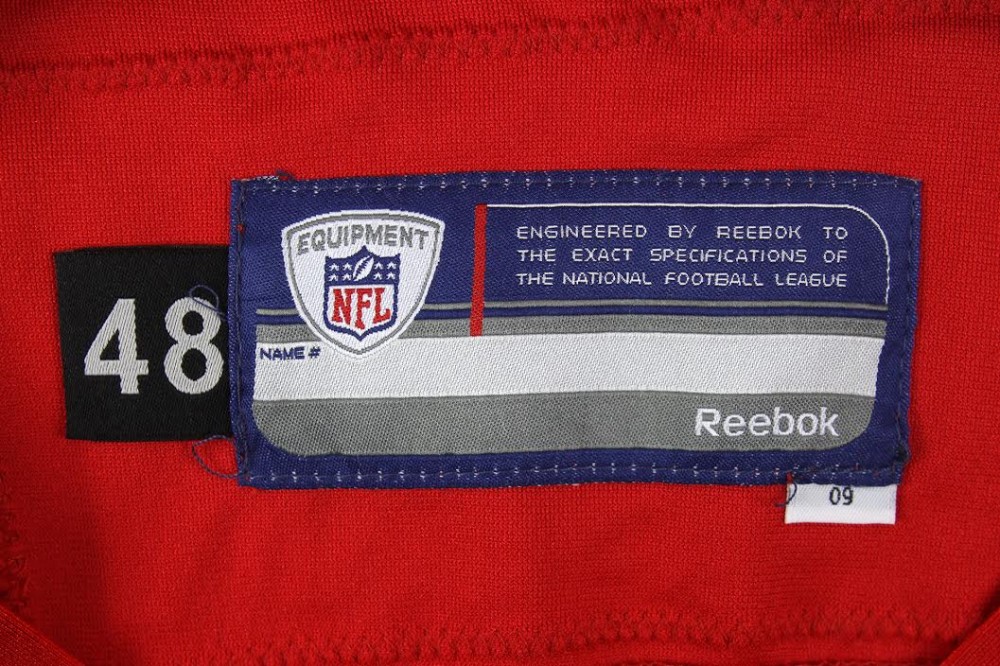 EQUIPMENT
NFL
ENGINEERED BY REEBOK TO
THE EXACT SPECIFICATIONS OF
THE NATIONAL FOOTBALL LEAGUE
48
NAME #
Reebok
09